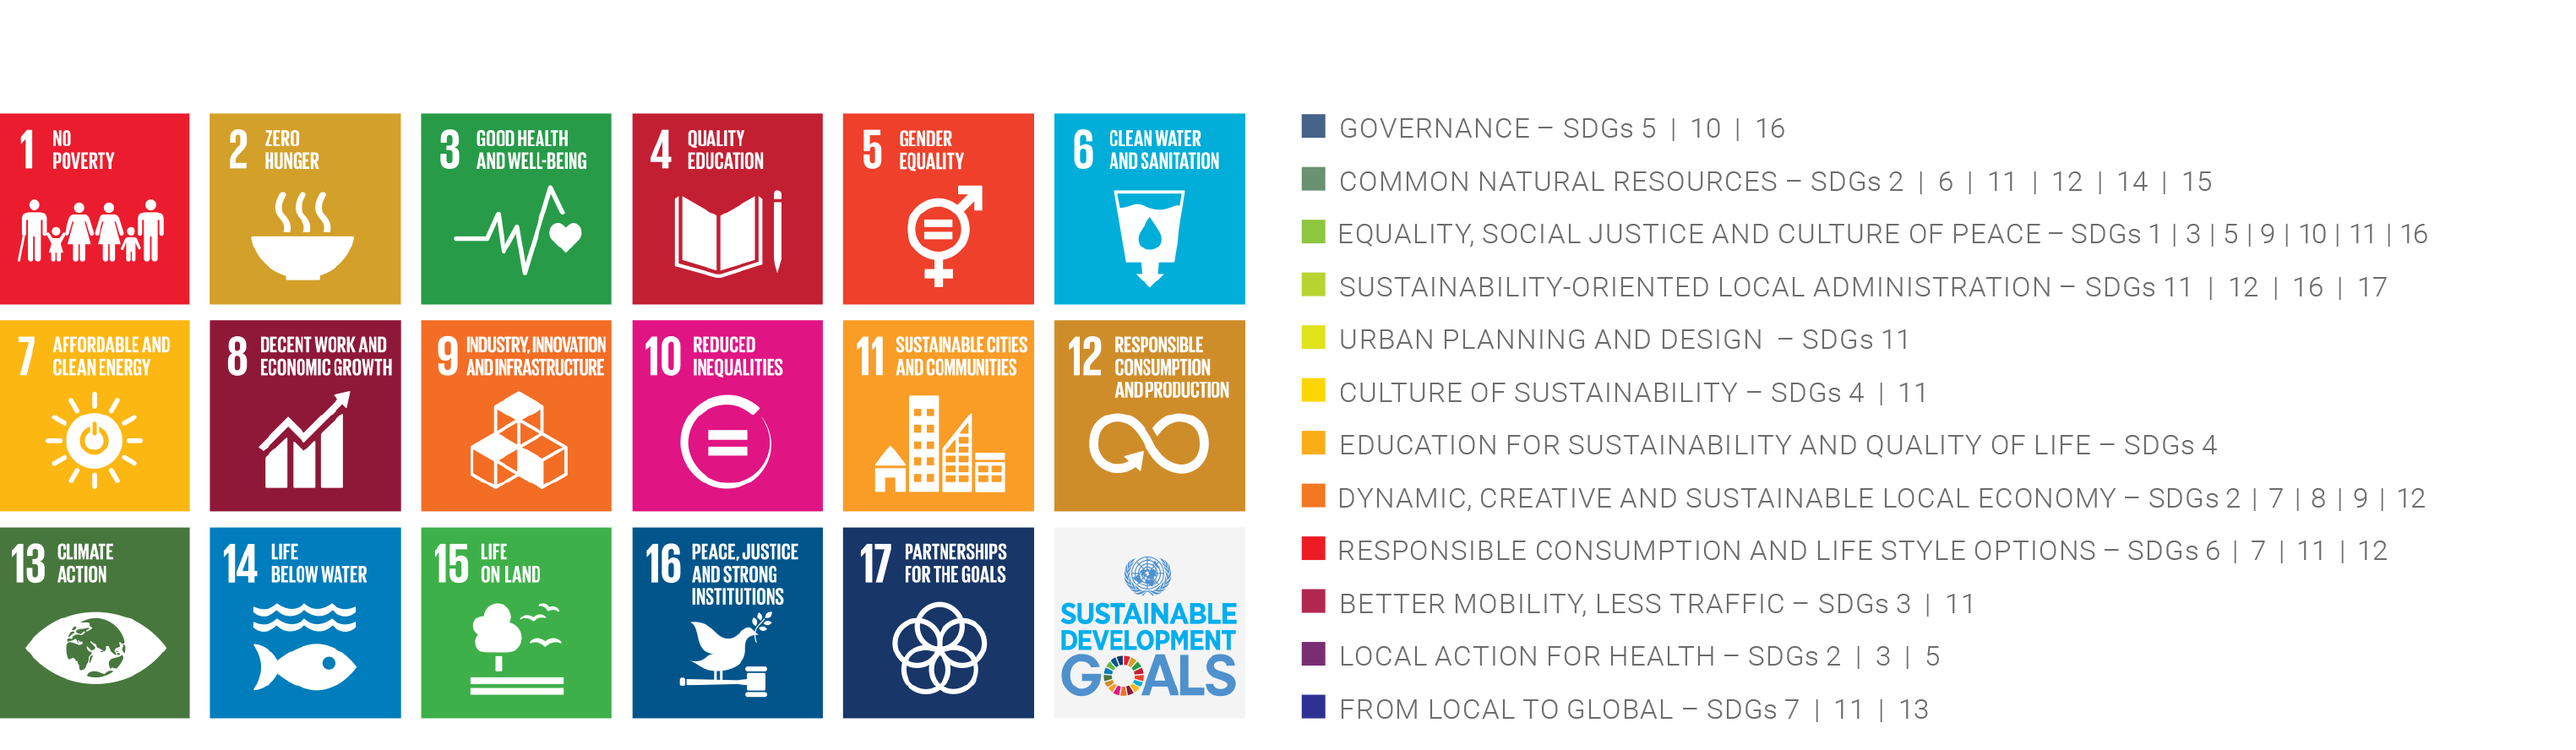 1 NO
POVERTY
2 ZERO
HUNGER
3 GOOD HEALTH
AND WELL-BEING
4 QUALITY
EDUCATION
5 GENDER
EQUALITY
6 CLEAN WATER
AND SANITATION
7 AFFORDABLE AND
CLEAN ENERGY
8 DECENT WORK AND
ECONOMIC GROWTH
9 INDUSTRY, INNOVATION
AND INFRASTRUCTURE
10 REDUCED
INEQUALITIES
11 SUSTAINABLE CITIES
AND COMMUNITIES
12 RESPONSIBLE
CONSUMPTION
AND PRODUCTION
13 CLIMATE
ACTION
14 LIFE
BELOW WATER
15 LIFE
ON LAND
16 PEACE, JUSTICE
AND STRONG
INSTITUTIONS
17 PARTNERSHIPS
FOR THE GOALS
SUSTAINABLE
DEVELOPMENT
GOALS
GOVERNANCE – SDGs 5 | 10 | 16
COMMON NATURAL RESOURCES – SDGs 2 | 6 | 11 | 12 | 14 | 15
EQUALITY, SOCIAL JUSTICE AND CULTURE OF PEACE – SDGs 1 | 3 | 5 | 9 | 10 | 11 | 16
SUSTAINABILITY-ORIENTED LOCAL ADMINISTRATION – SDGs 11 | 12 | 16 | 17
URBAN PLANNING AND DESIGN – SDGs 11
CULTURE OF SUSTAINABILITY – SDGs 4 | 11
EDUCATION FOR SUSTAINABILITY AND QUALITY OF LIFE – SDGs 4
DYNAMIC, CREATIVE AND SUSTAINABLE LOCAL ECONOMY – SDGs 2 | 7 | 8 | 9 | 12
RESPONSIBLE CONSUMPTION AND LIFE STYLE OPTIONS – SDGs 6 | 7 | 11 | 12
BETTER MOBILITY, LESS TRAFFIC – SDGs 3 | 11
LOCAL ACTION FOR HEALTH – SDGs 2 | 3 | 5
FROM LOCAL TO GLOBAL – SDGs 7 | 11 | 13